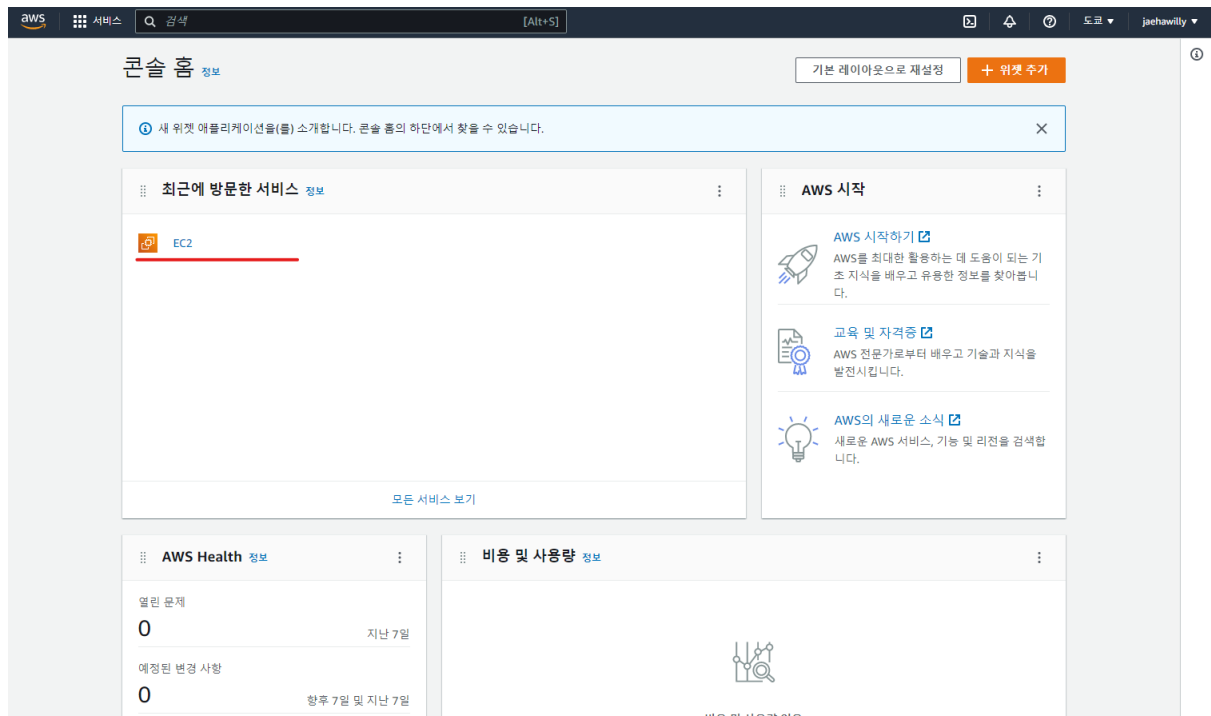 aws 서비스 검색 [Alt+S] 도쿄 ▼ jaehawilly ▼
콘솔 홈 정보
기본 레이아웃으로 재설정
위젯 추가
새 위젯 애플리케이션을(를) 소개합니다. 콘솔 홈의 하단에서 찾을 수 있습니다.
최근에 방문한 서비스 정보
EC2
모든 서비스 보기
AWS 시작
AWS 시작하기
AWS를 최대한 활용하는 데 도움이 되는 기
초 지식을 배우고 유용한 정보를 찾아봅니
다.
교육 및 자격증
AWS 전문가로부터 배우고 기술과 지식을
발전시킵니다.
AWS의 새로운 소식
새로운 AWS 서비스, 기능 및 리전을 검색합
니다.
AWS Health 정보
열린 문제
0
지난 7일
예정된 변경 사항
0
향후 7일 및 지난 7일
비용 및 사용량 정보